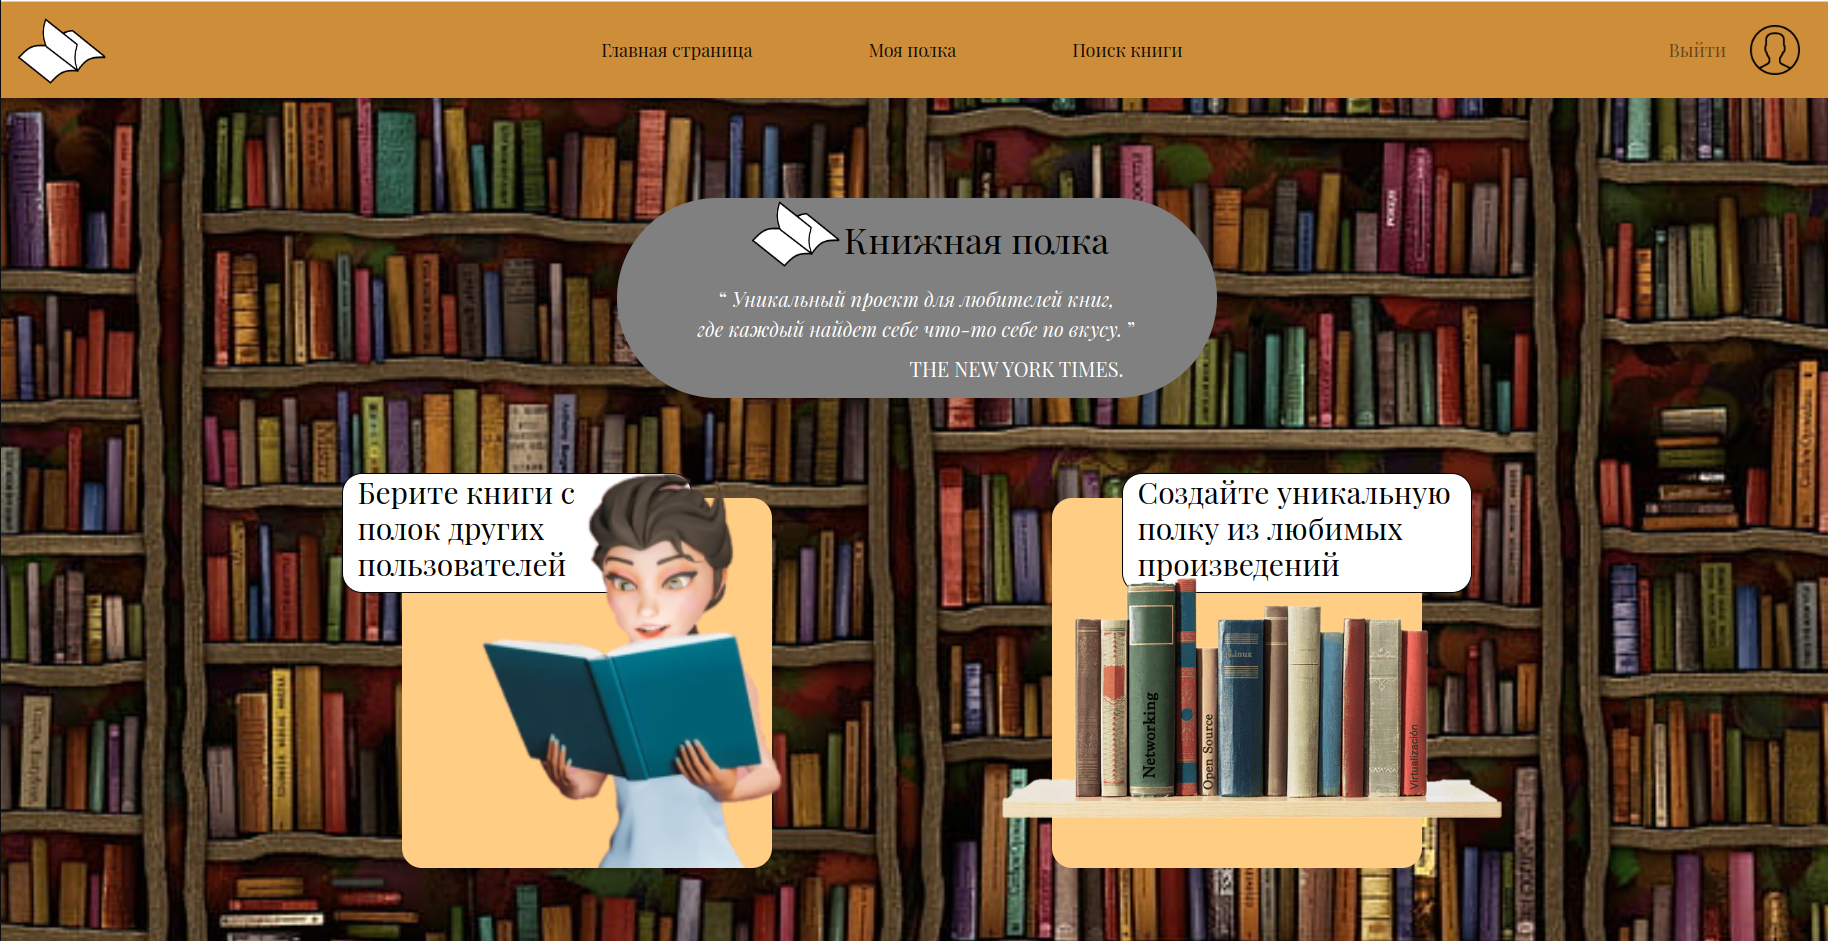 Главная страница
Моя полка
Поиск книги
Выйти
Книжная полка
“ Уникальный проект для любителей книг,
где каждый найдет себе что-то себе по вкусу. ”
THE NEW YORK TIMES.
Берите книги с
полок других
пользователей
Создайте уникальную
полку из любимых
произведений
Networking
Open Source
Linux
Virtualización